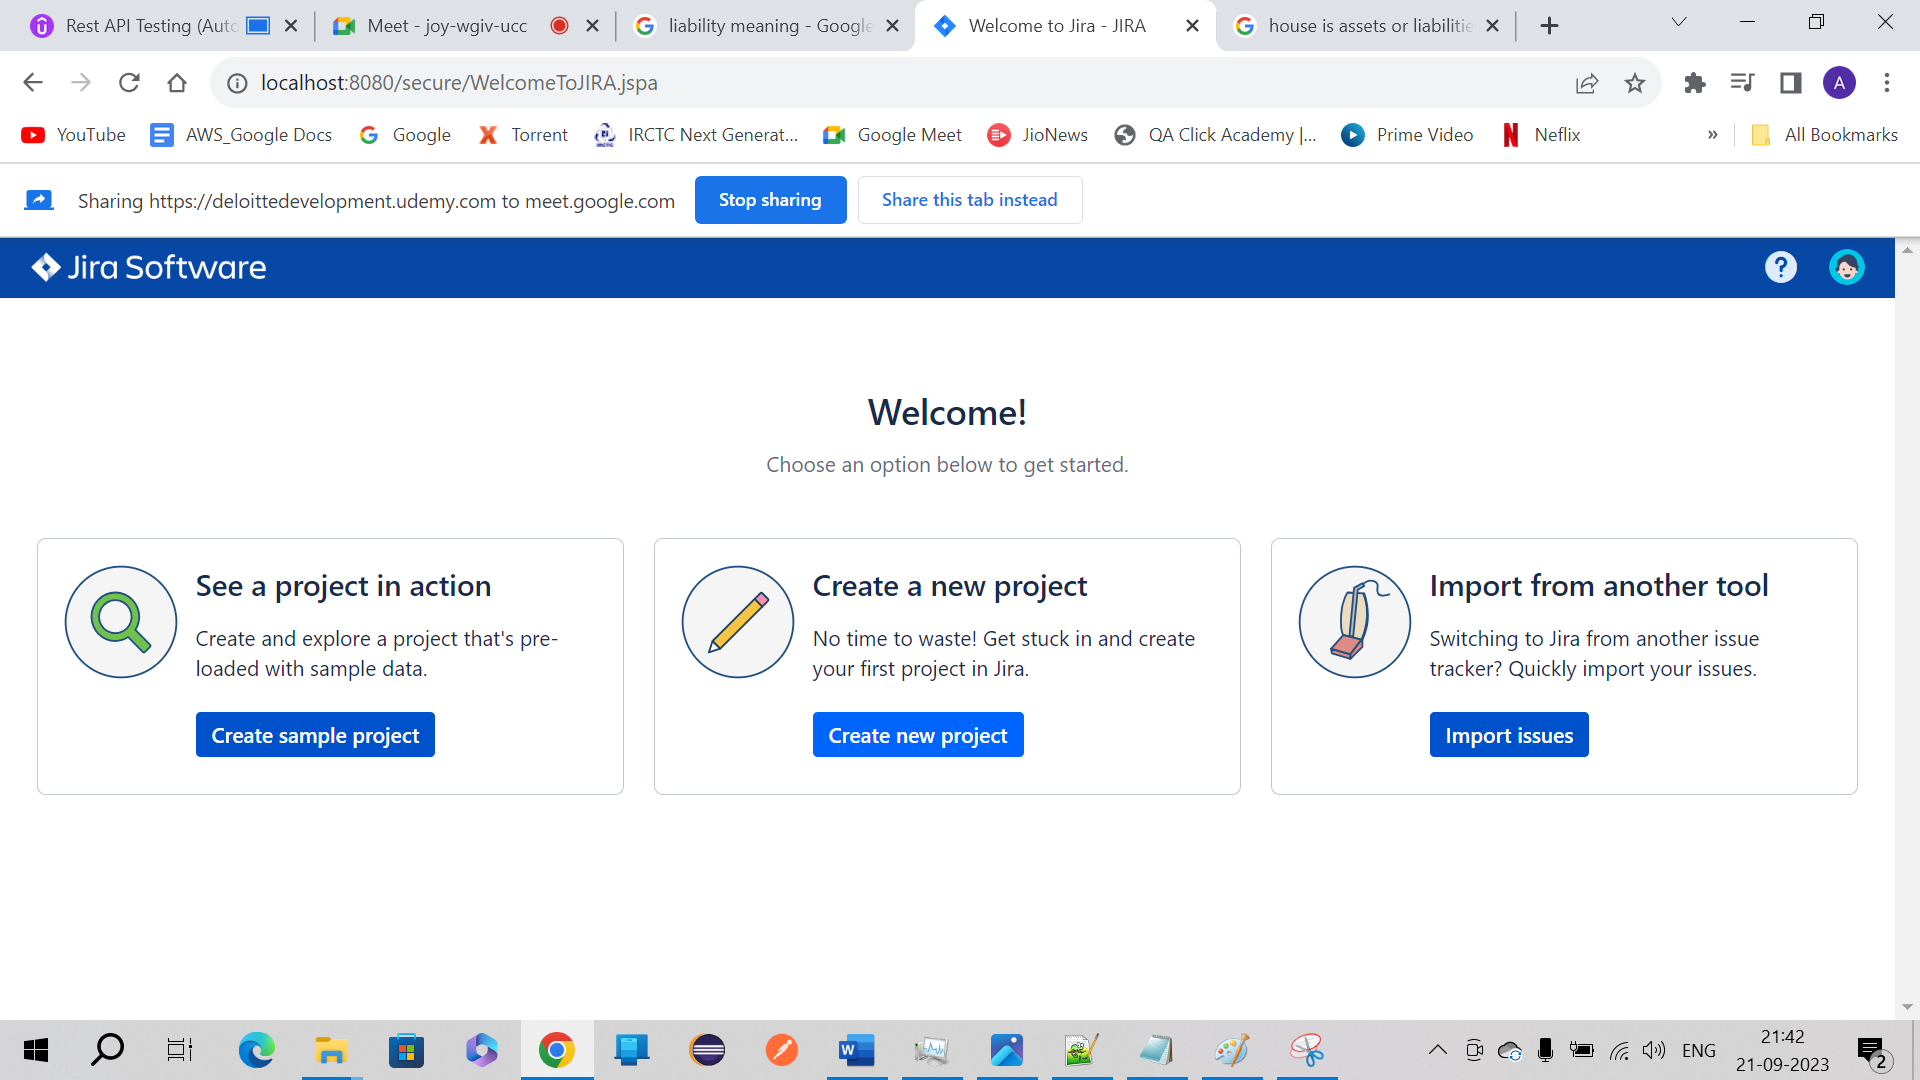 Rest API Testing (Auto
Meet - joy-wgiv-ucc
liability meaning - Google
Welcome to Jira - JIRA
house is assets or liabilitie
localhost:8080/secure/WelcomeToJIRA.jspa
A
YouTube
AWS_Google Docs
Google
Torrent
IRCTC Next Generat...
Google Meet
JioNews
QA Click Academy |...
Prime Video
Neflix
»
All Bookmarks
Sharing https://deloittedevelopment.udemy.com to meet.google.com
Stop sharing
Share this tab instead
Jira Software
?
Welcome!
Choose an option below to get started.
See a project in action
Create and explore a project that's pre-
loaded with sample data.
Create sample project
Create a new project
No time to waste! Get stuck in and create
your first project in Jira.
Create new project
Import from another tool
Switching to Jira from another issue
tracker? Quickly import your issues.
Import issues
ENG
21:42
21-09-2023
2